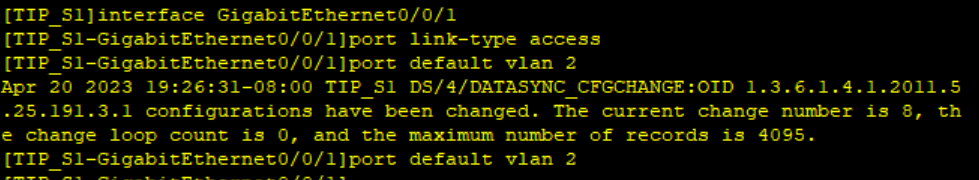 [TIP_S1]interface GigabitEthernet0/0/1
[TIP_S1-GigabitEthernet0/0/1]port link-type access
[TIP_S1-GigabitEthernet0/0/1]port default vlan 2
Apr 20 2023 19:26:31-08:00 TIP_S1 DS/4/DATASYNC_CFGCHANGE:OID 1.3.6.1.4.1.2011.5
.25.191.3.1 configurations have been changed. The current change number is 8, th
e change loop count is 0, and the maximum number of records is 4095.
[TIP_S1-GigabitEthernet0/0/1]port default vlan 2